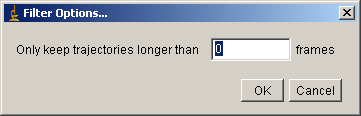 Filter Options...
Only keep trajectories longer than 0 frames
OK Cancel